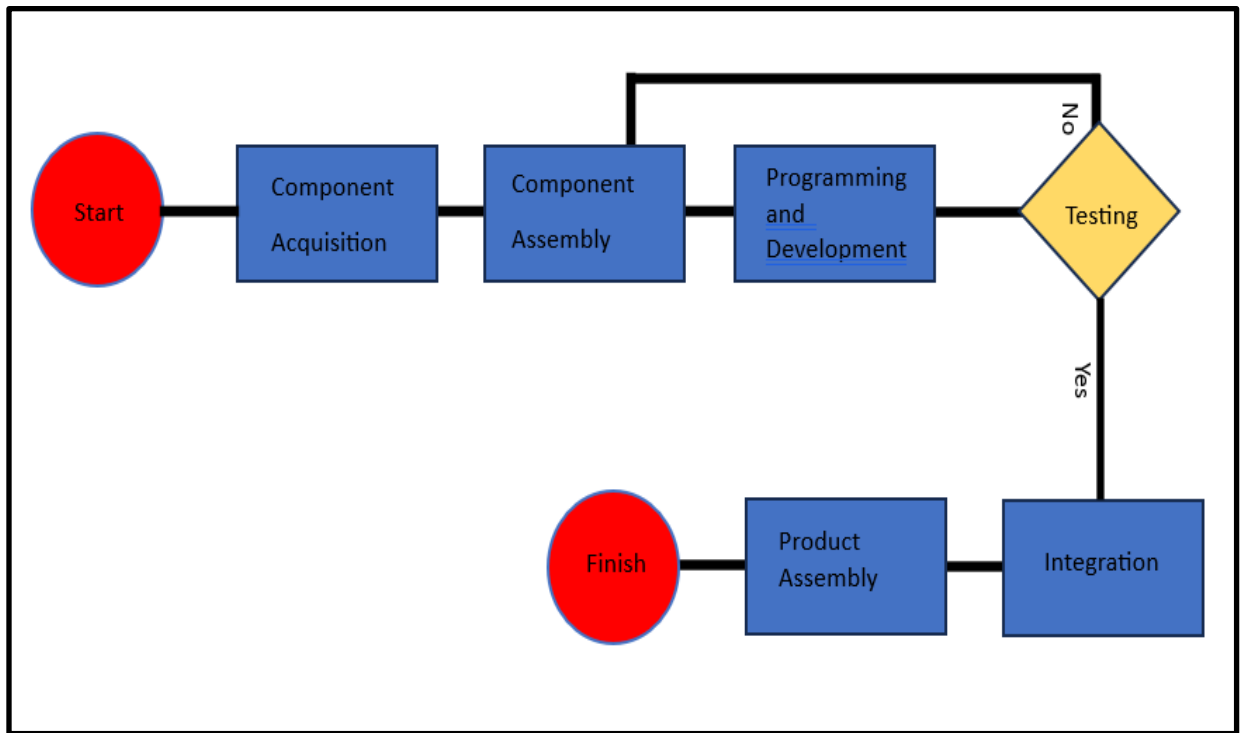 Start
Component
Acquisition
Component
Assembly
Programming
and
Development
No
Testing
Yes
Finish
Product
Assembly
Integration